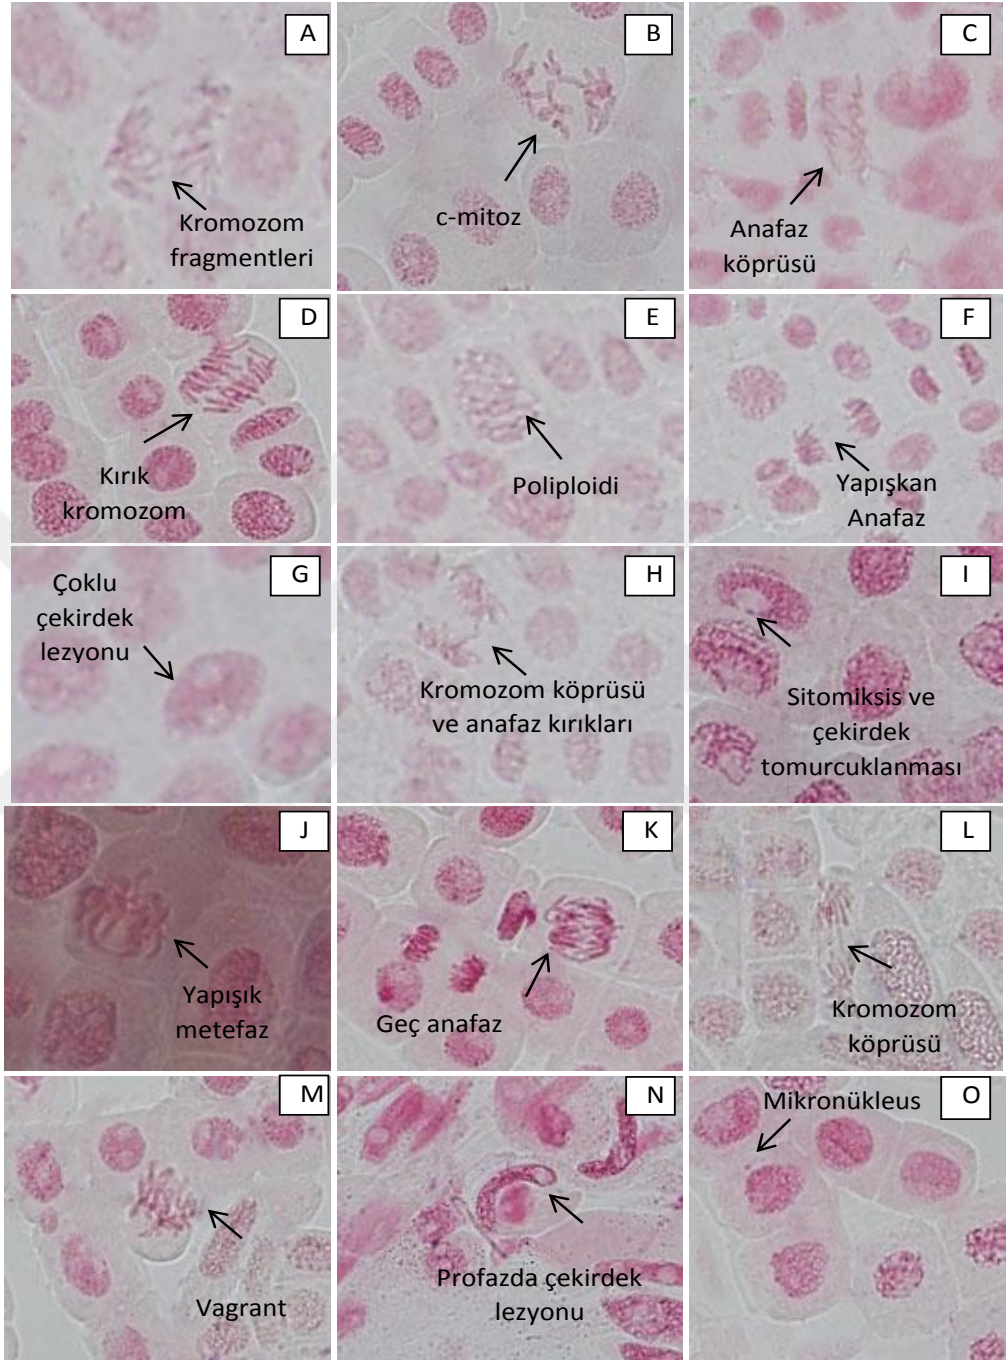 A
Kromozom
fragmentleri
B
c-mitoz
C
Anafaz
köprüsü
D
Kırık
kromozom
E
Poliploidi
F
Yapışkan
Anafaz
G
Çoklu
çekirdek
lezyonu
H
Kromozom köprüsü
ve anafaz kırıkları
I
Sitomiksis ve
çekirdek
tomurcuklanması
J
Yapışık
metefaz
K
Geç anafaz
L
Kromozom
köprüsü
M
Vagrant
N
Profazda çekirdek
lezyonu
O
Mikronükleus